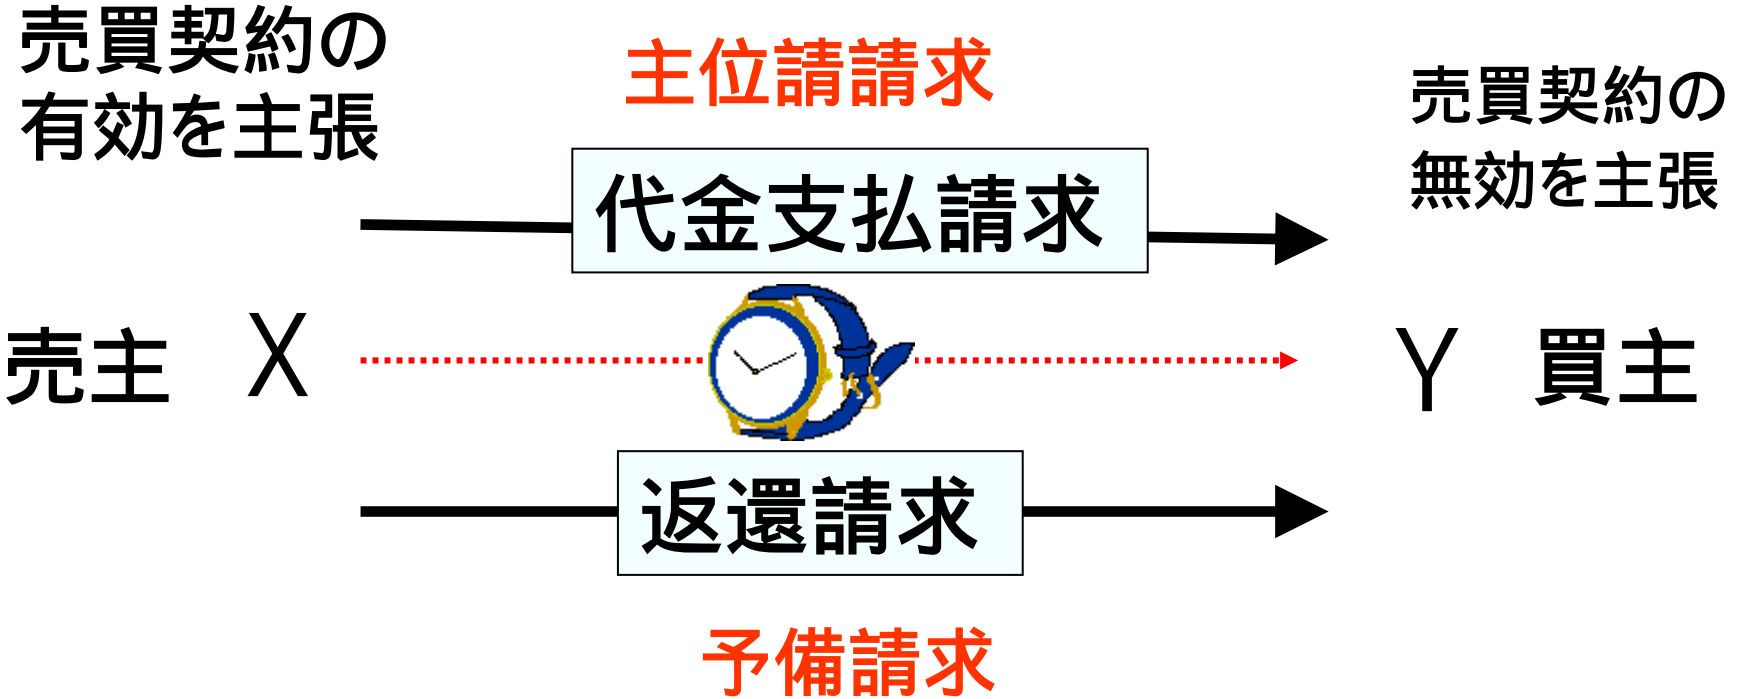 売買契約の
有効を主張
主位請請求
売買契約の
無効を主張
代金支払請求
売主 X
Y 買主
返還請求
予備請求